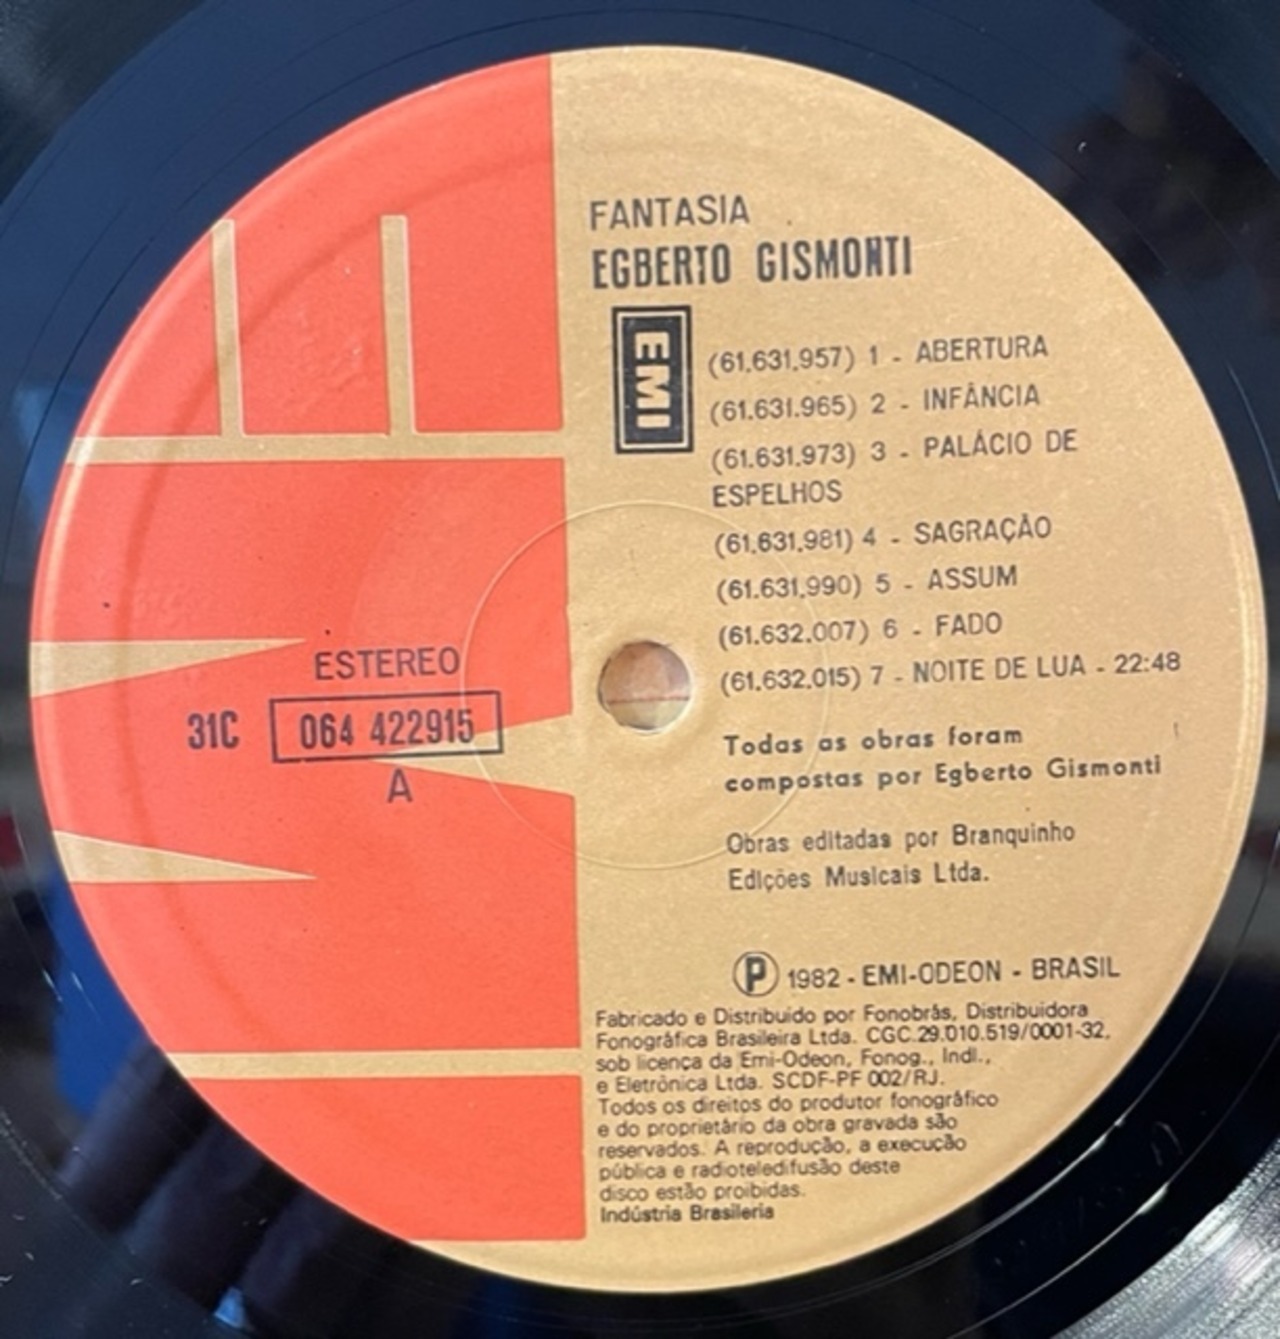 FANTASIA
EGBERTO GISMONTI
EMI
(61.631.957) 1 - ABERTURA
(61.631.965) 2 - INFÂNCIA
(61.631.973) 3 - PALÁCIO DE
ESPELHOS
(61.631.981) 4 - SAGRAÇÃO
(61.631.990) 5 - ASSUM
(61.632.007) 6 - FADO
(61.632.015) 7 - NOITE DE LUA - 22:48
ESTEREO
31C 064 422915
A
Todas as obras foram
compostas por Egberto Gismonti
Obras editadas por Branquinho
Edições Musicais Ltda.
Ⓟ 1982 - EMI-ODEON - BRASIL
Fabricado e Distribuido por Fonobrás, Distribuidora
Fonográfica Brasileira Ltda. CGC.29.010.519/0001-32,
sob licença da Emi-Odeon, Fonog., Indl.,
e Eletrônica Ltda. SCDF-PF 002/RJ.
Todos os direitos do produtor fonográfico
e do proprietário da obra gravada são
reservados. A reprodução, a execução
pública e radioteledifusão deste
disco estão proibidas.
Indústria Brasileria